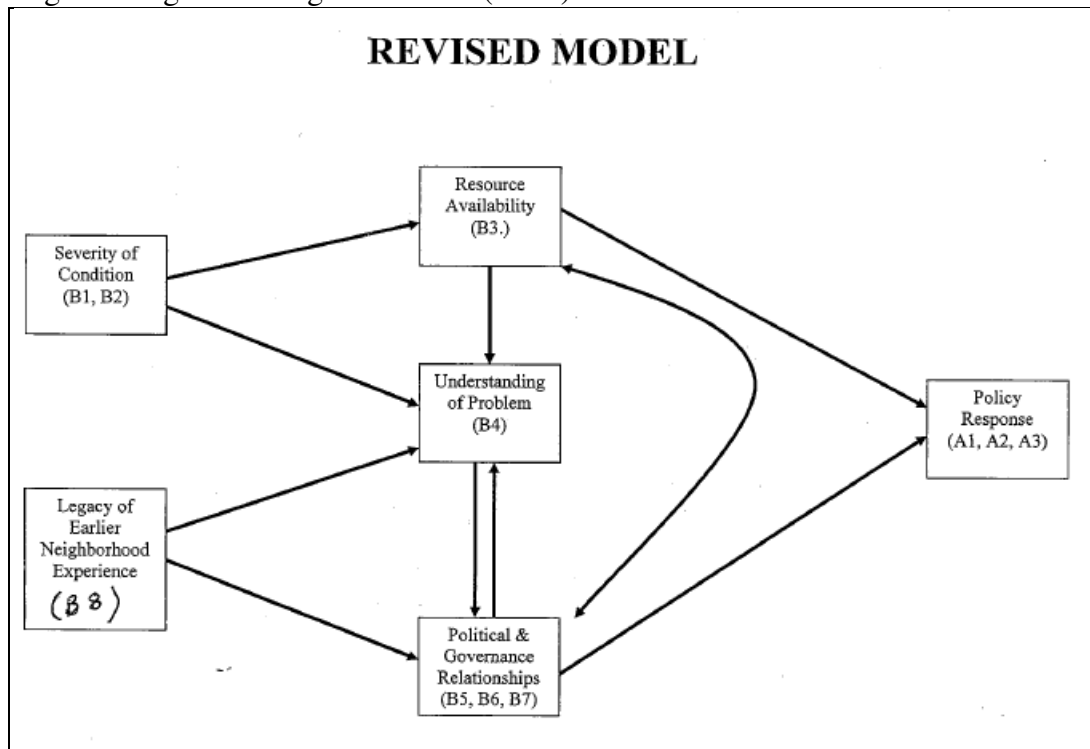 REVISED MODEL
Resource
Availability
(B3.)
Severity of
Condition
(B1, B2)
Understanding
of Problem
(B4)
Policy
Response
(A1, A2, A3)
Legacy of
Earlier
Neighborhood
Experience
(B8)
Political &
Governance
Relationships
(B5, B6, B7)